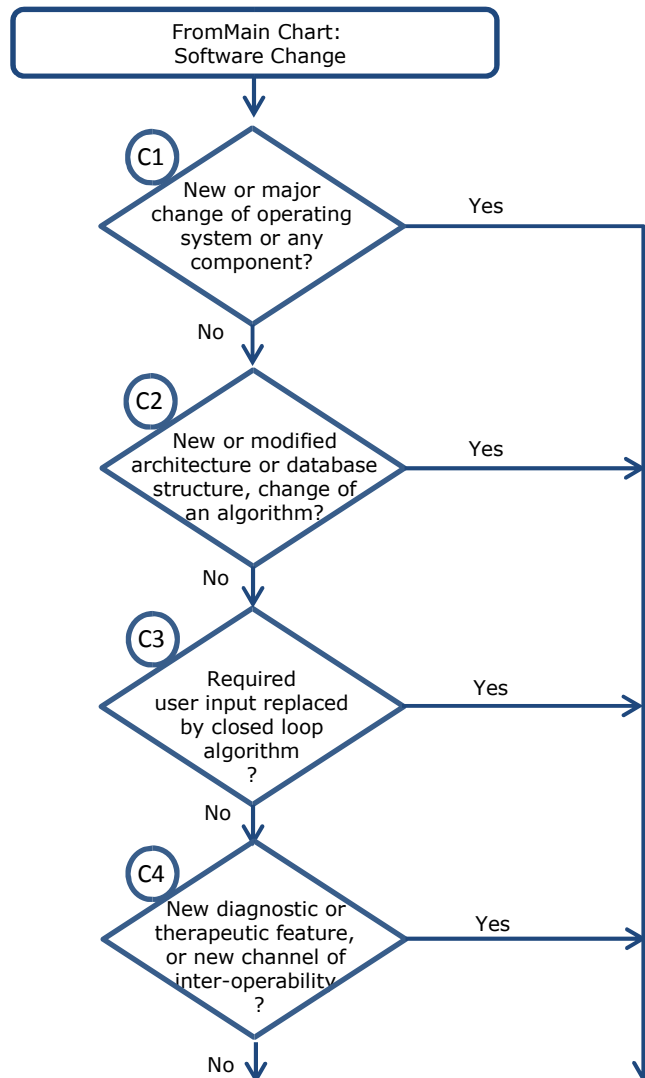 FromMain Chart:
Software Change
C1
New or major
change of operating
system or any
component?
Yes
No
C2
New or modified
architecture or database
structure, change of
an algorithm?
Yes
No
C3
Required
user input replaced
by closed loop
algorithm
?
Yes
No
C4
New diagnostic or
therapeutic feature,
or new channel of
inter-operability
?
Yes
No